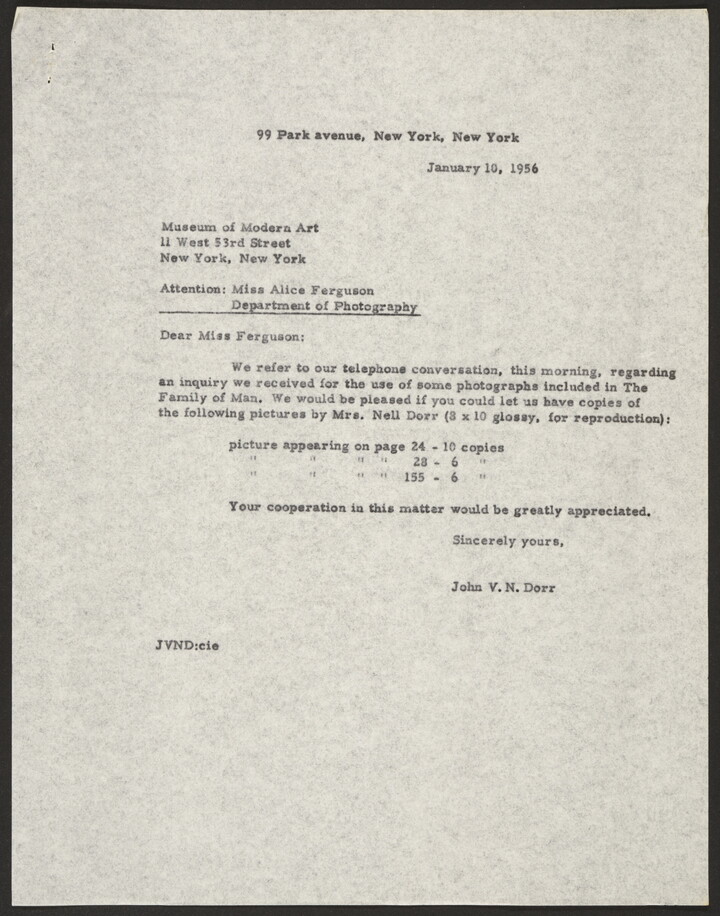 99 Park avenue, New York, New York
January 10, 1956
Museum of Modern Art
11 West 53rd Street
New York, New York
Attention: Miss Alice Ferguson
Department of Photography
Dear Miss Ferguson:
We refer to our telephone conversation, this morning, regarding
an inquiry we received for the use of some photographs included in The
Family of Man. We would be pleased if you could let us have copies of
the following pictures by Mrs. Nell Dorr (8 x 10 glossy, for reproduction):
picture appearing on page 24 - 10 copies
" " " " 28 - 6 "
" " " " 155 - 6 "
Your cooperation in this matter would be greatly appreciated.
Sincerely yours,
John V. N. Dorr
JVND:cie